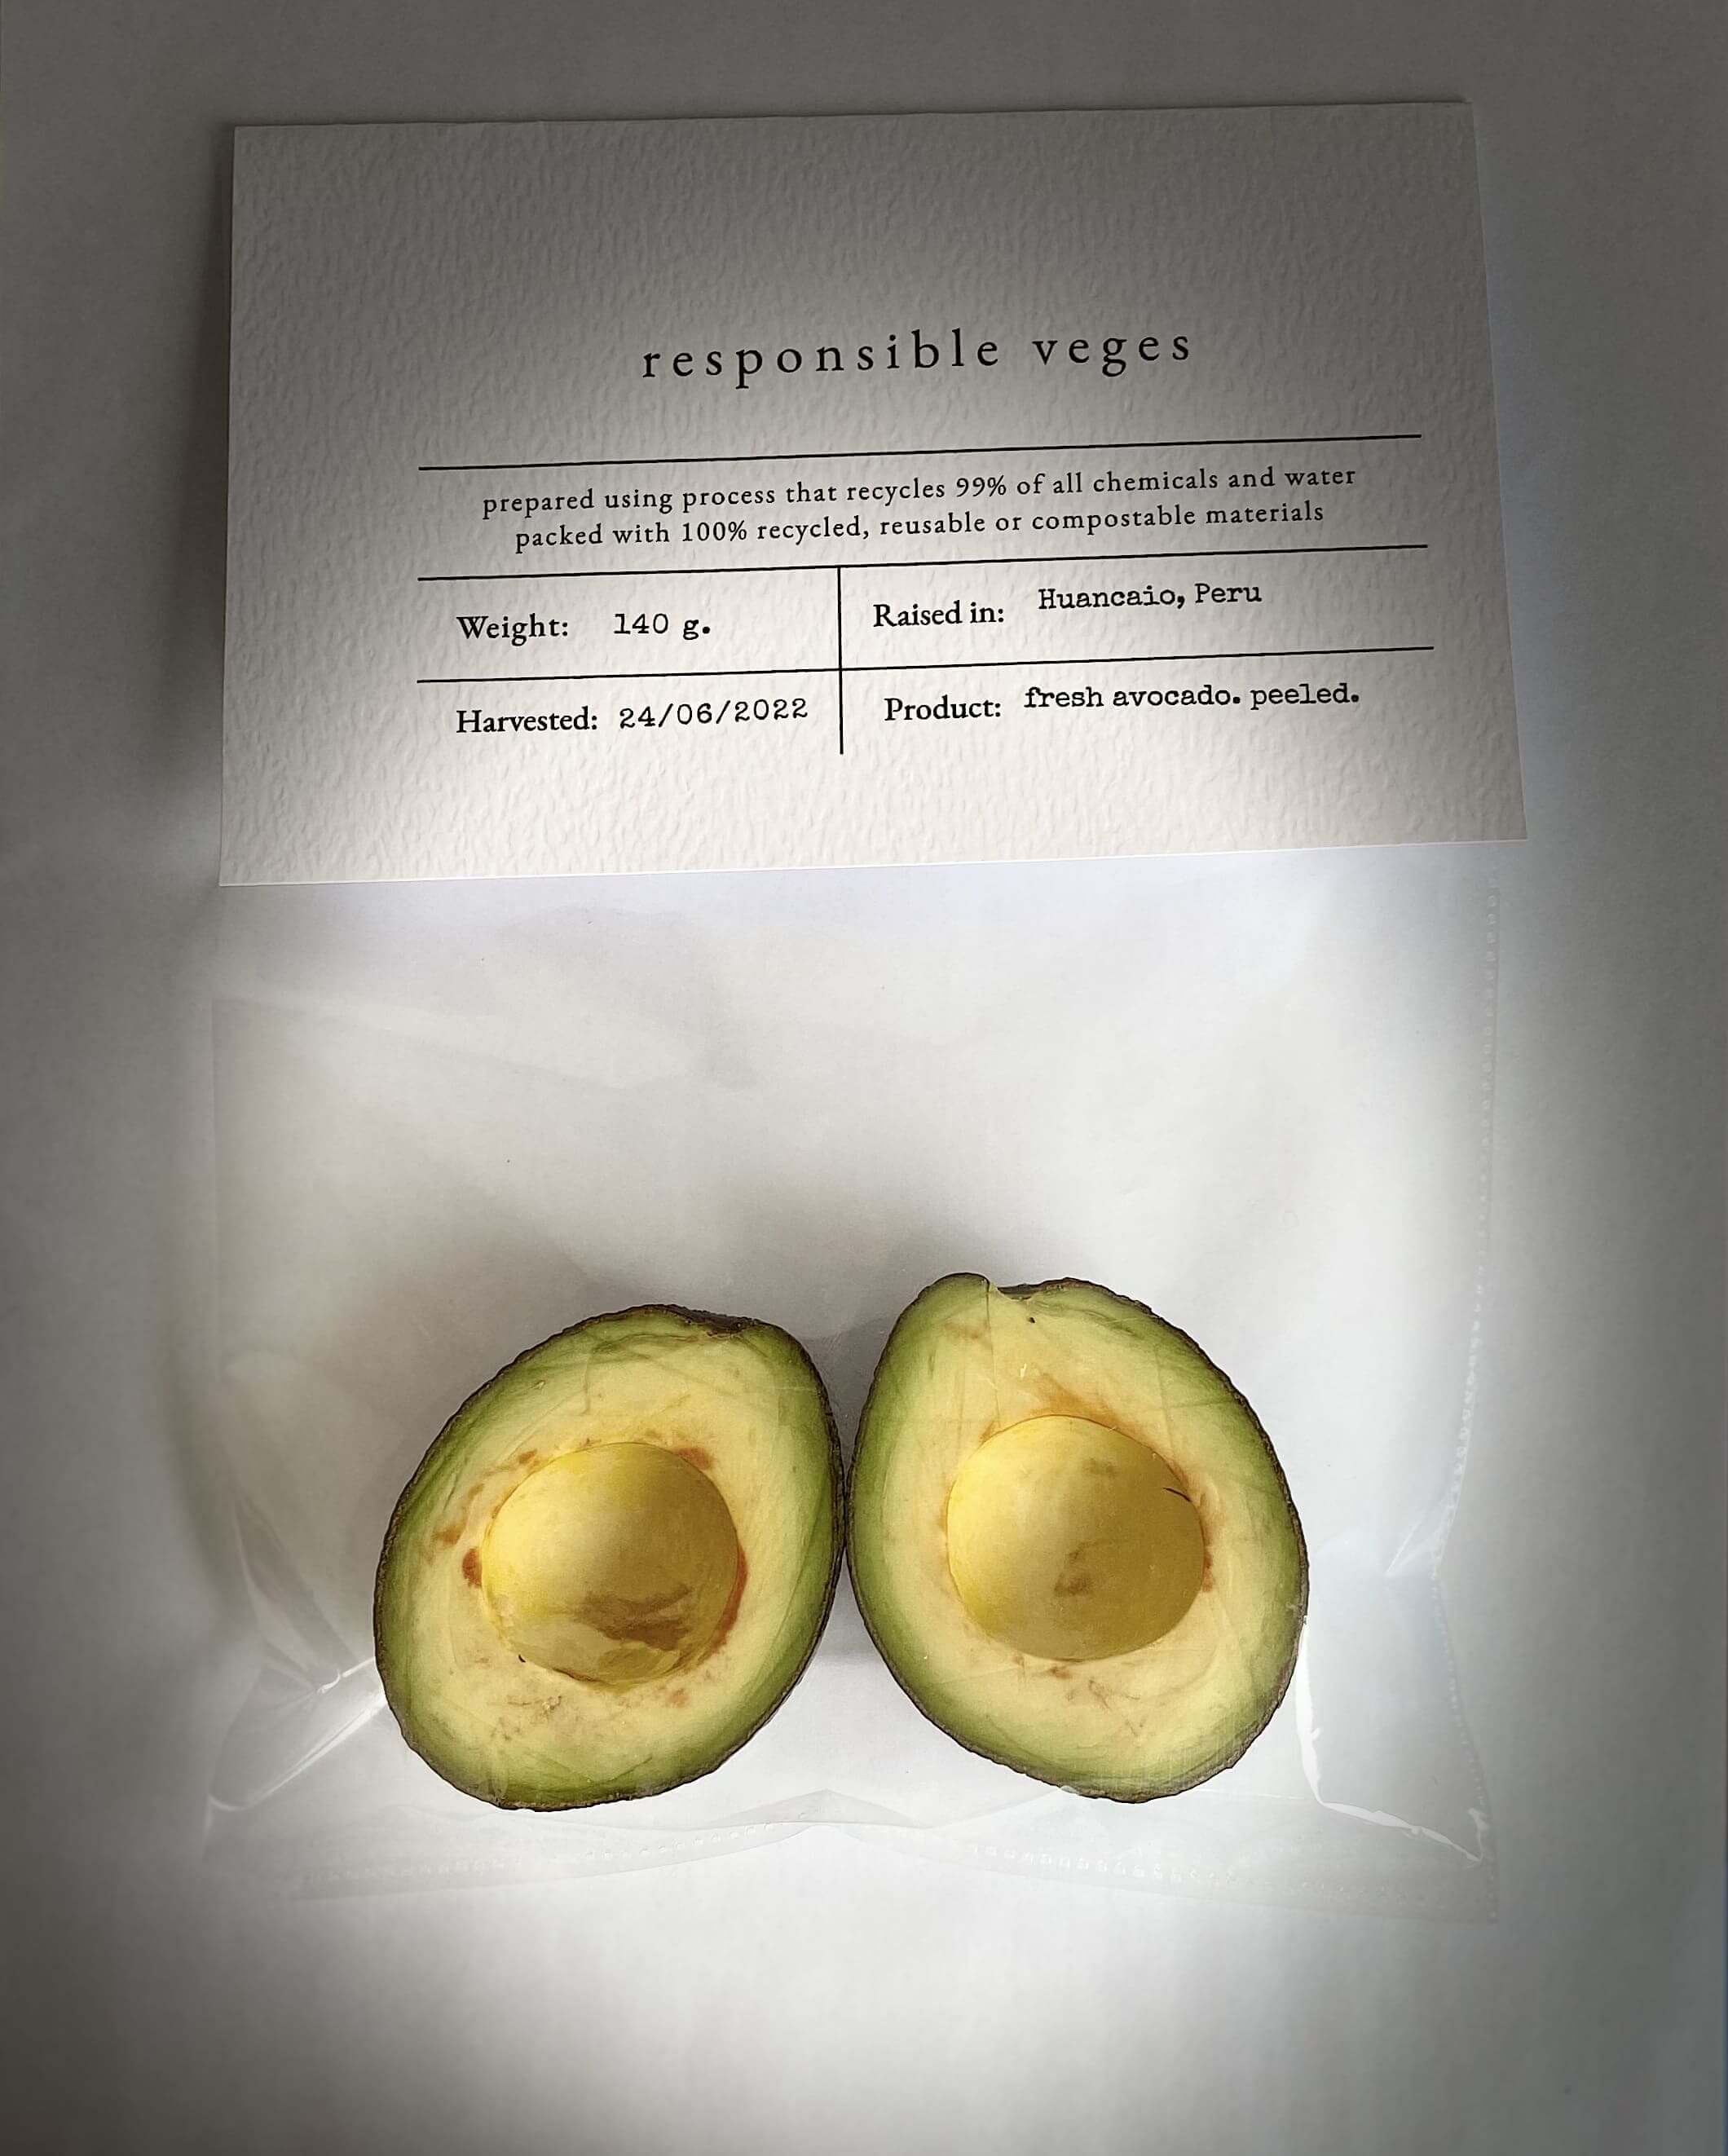 responsible veges
prepared using process that recycles 99% of all chemicals and water
packed with 100% recycled, reusable or compostable materials
Weight: 140 g.
Raised in: Huancaio, Peru
Harvested: 24/06/2022
Product: fresh avocado. peeled.